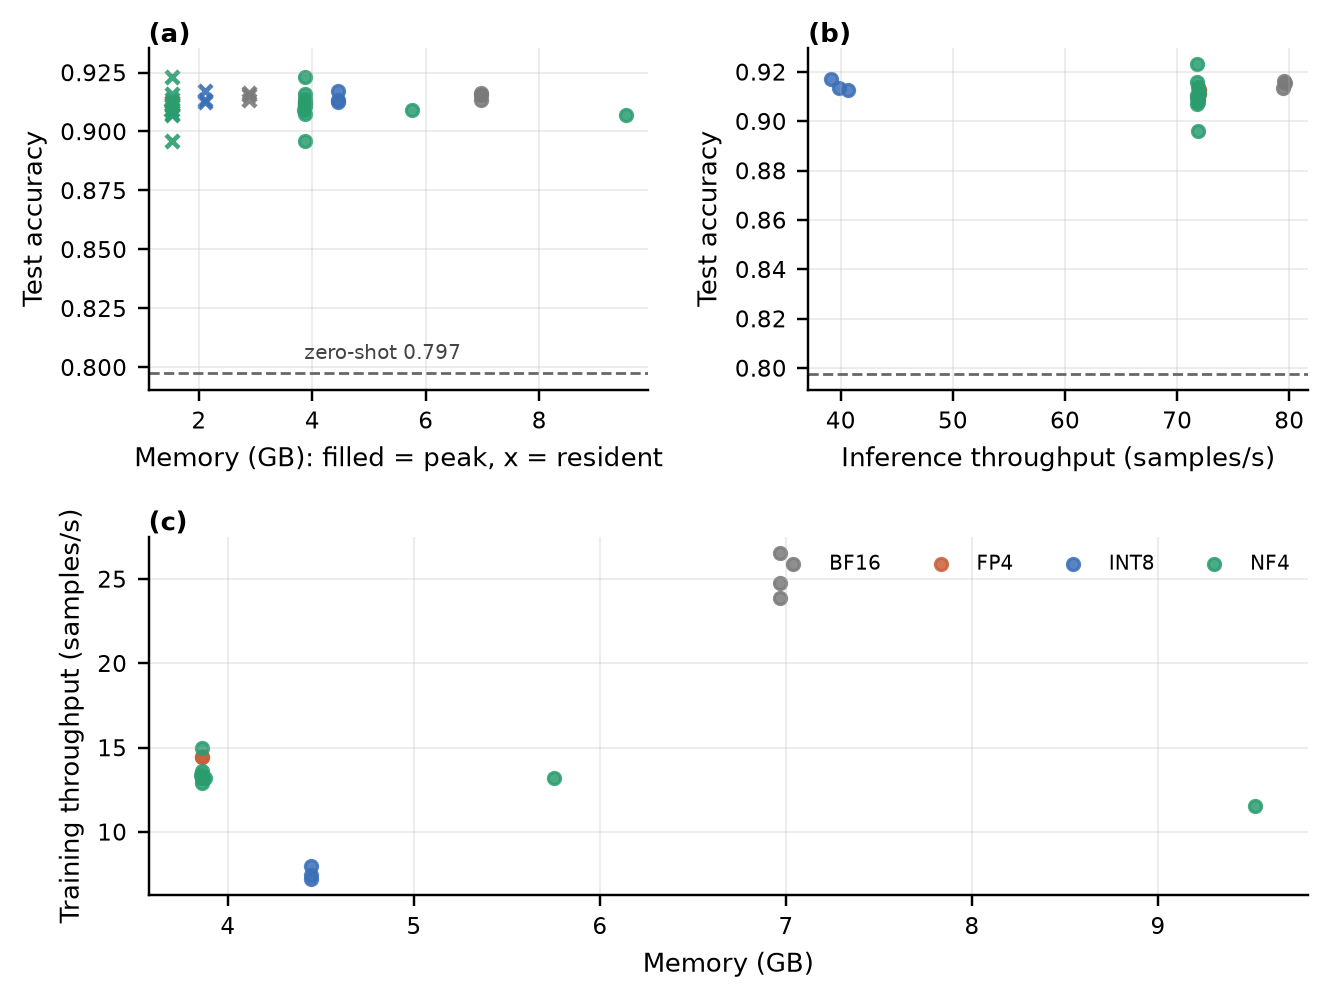 (a)
0.925
0.900
0.875
0.850
0.825
0.800
Test accuracy
zero-shot 0.797
2 4 6 8
Memory (GB): filled = peak, x = resident
(b)
0.92
0.90
0.88
0.86
0.84
0.82
0.80
Test accuracy
40 50 60 70 80
Inference throughput (samples/s)
(c)
BF16 FP4 INT8 NF4
25
20
15
10
Training throughput (samples/s)
4 5 6 7 8 9
Memory (GB)